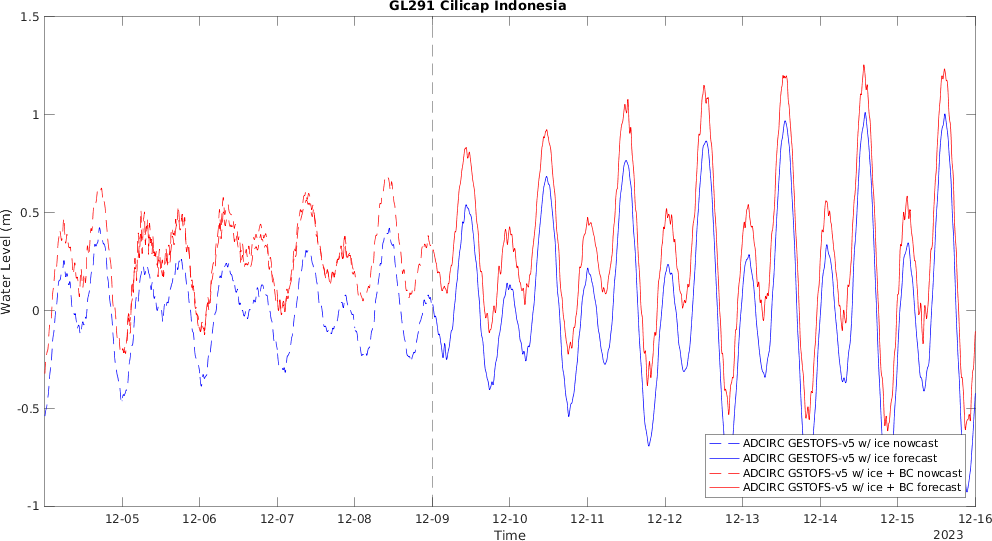 GL291 Cilicap Indonesia
1.5
1
0.5
0
-0.5
-1
Water Level (m)
ADCIRC GESTOFS-v5 w/ ice nowcast
ADCIRC GESTOFS-v5 w/ ice forecast
ADCIRC GSTOFS-v5 w/ ice + BC nowcast
ADCIRC GSTOFS-v5 w/ ice + BC forecast
12-05 12-06 12-07 12-08 12-09 12-10 12-11 12-12 12-13 12-14 12-15 12-16
Time
2023